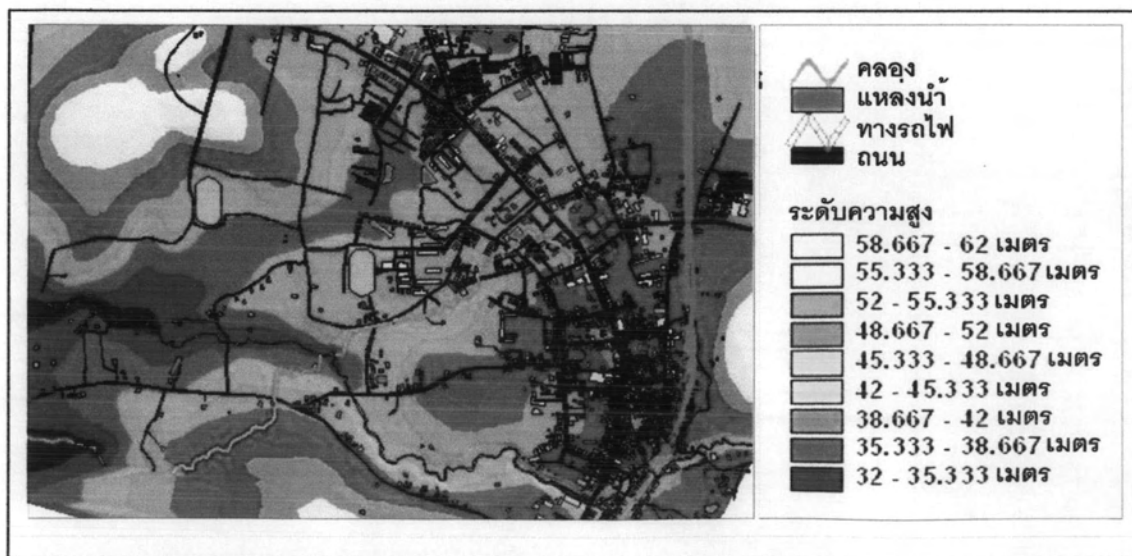 คลอง
แหล่งน้ำ
ทางรถไฟ
ถนน
ระดับความสูง
58.667 - 62 เมตร
55.333 - 58.667 เมตร
52 - 55.333 เมตร
48.667 - 52 เมตร
45.333 - 48.667 เมตร
42 - 45.333 เมตร
38.667 - 42 เมตร
35.333 - 38.667 เมตร
32 - 35.333 เมตร